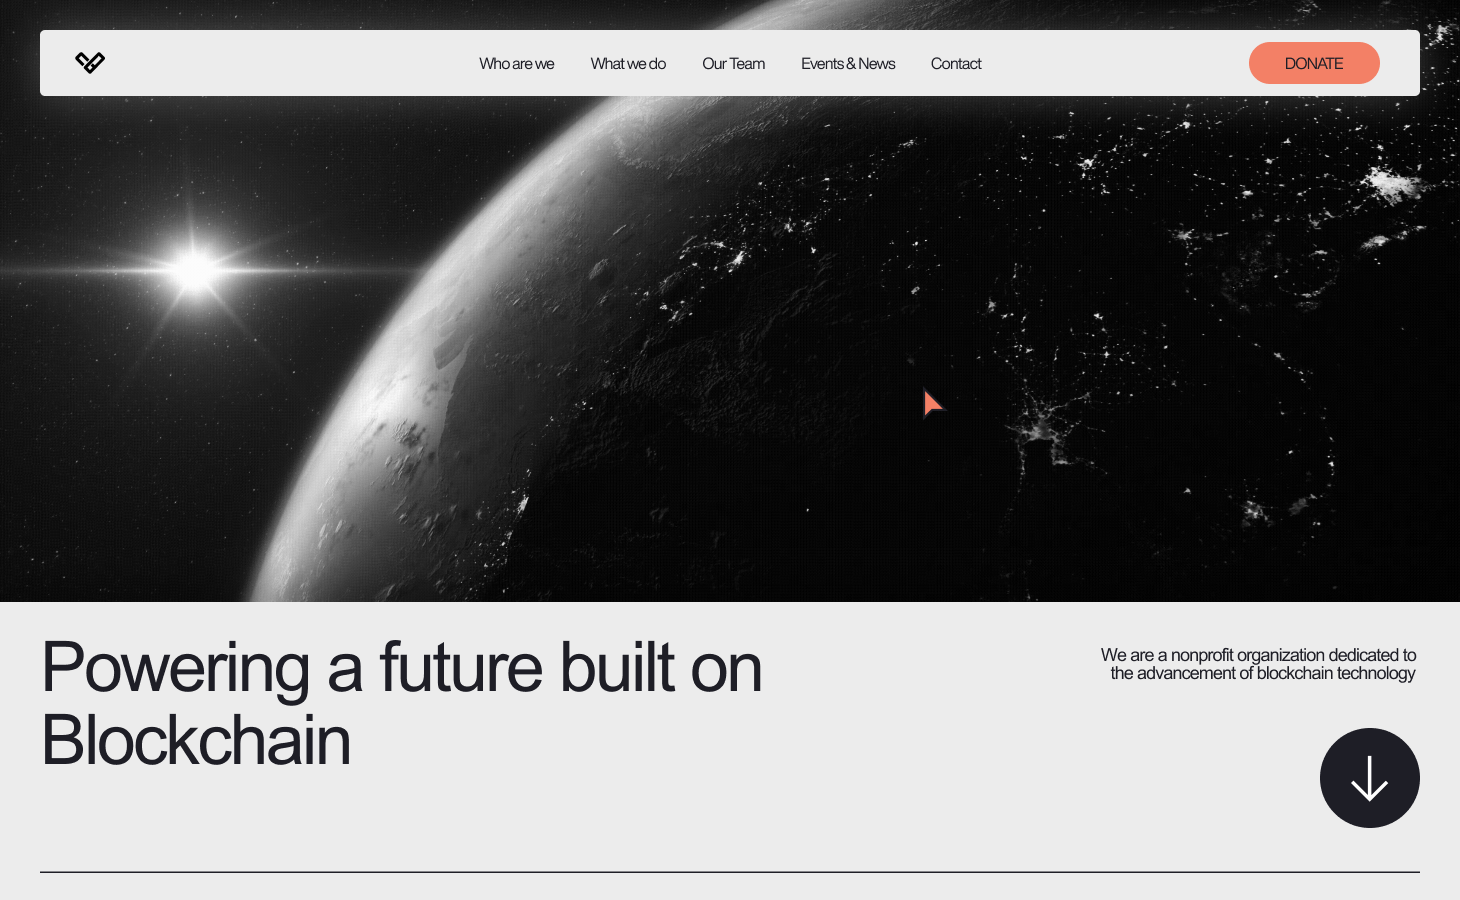 Who are we
What we do
Our Team
Events & News
Contact
DONATE
Powering a future built on
Blockchain
We are a nonprofit organization dedicated to
the advancement of blockchain technology